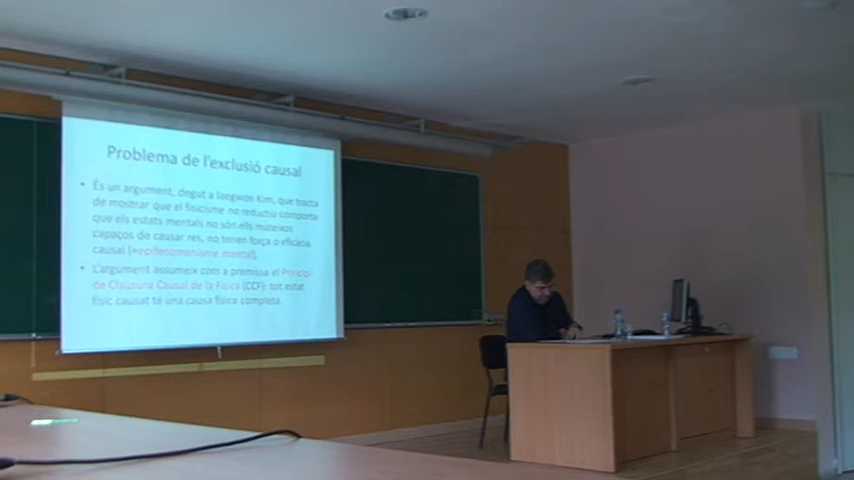 Problema de l'exclusió causal
• És un argument, degut a Jaegwon Kim, que tracta
de mostrar que el fisicisme no reductiu comporta
que els estats mentals no són ells mateixos
capaços de causar res, no tenen força o eficàcia
causal (=epifenomenisme mental).
• L'argument assumeix com a premissa el Principi
de Clausura Causal de la Física (CCF): tot estat
físic causat té una causa física completa.